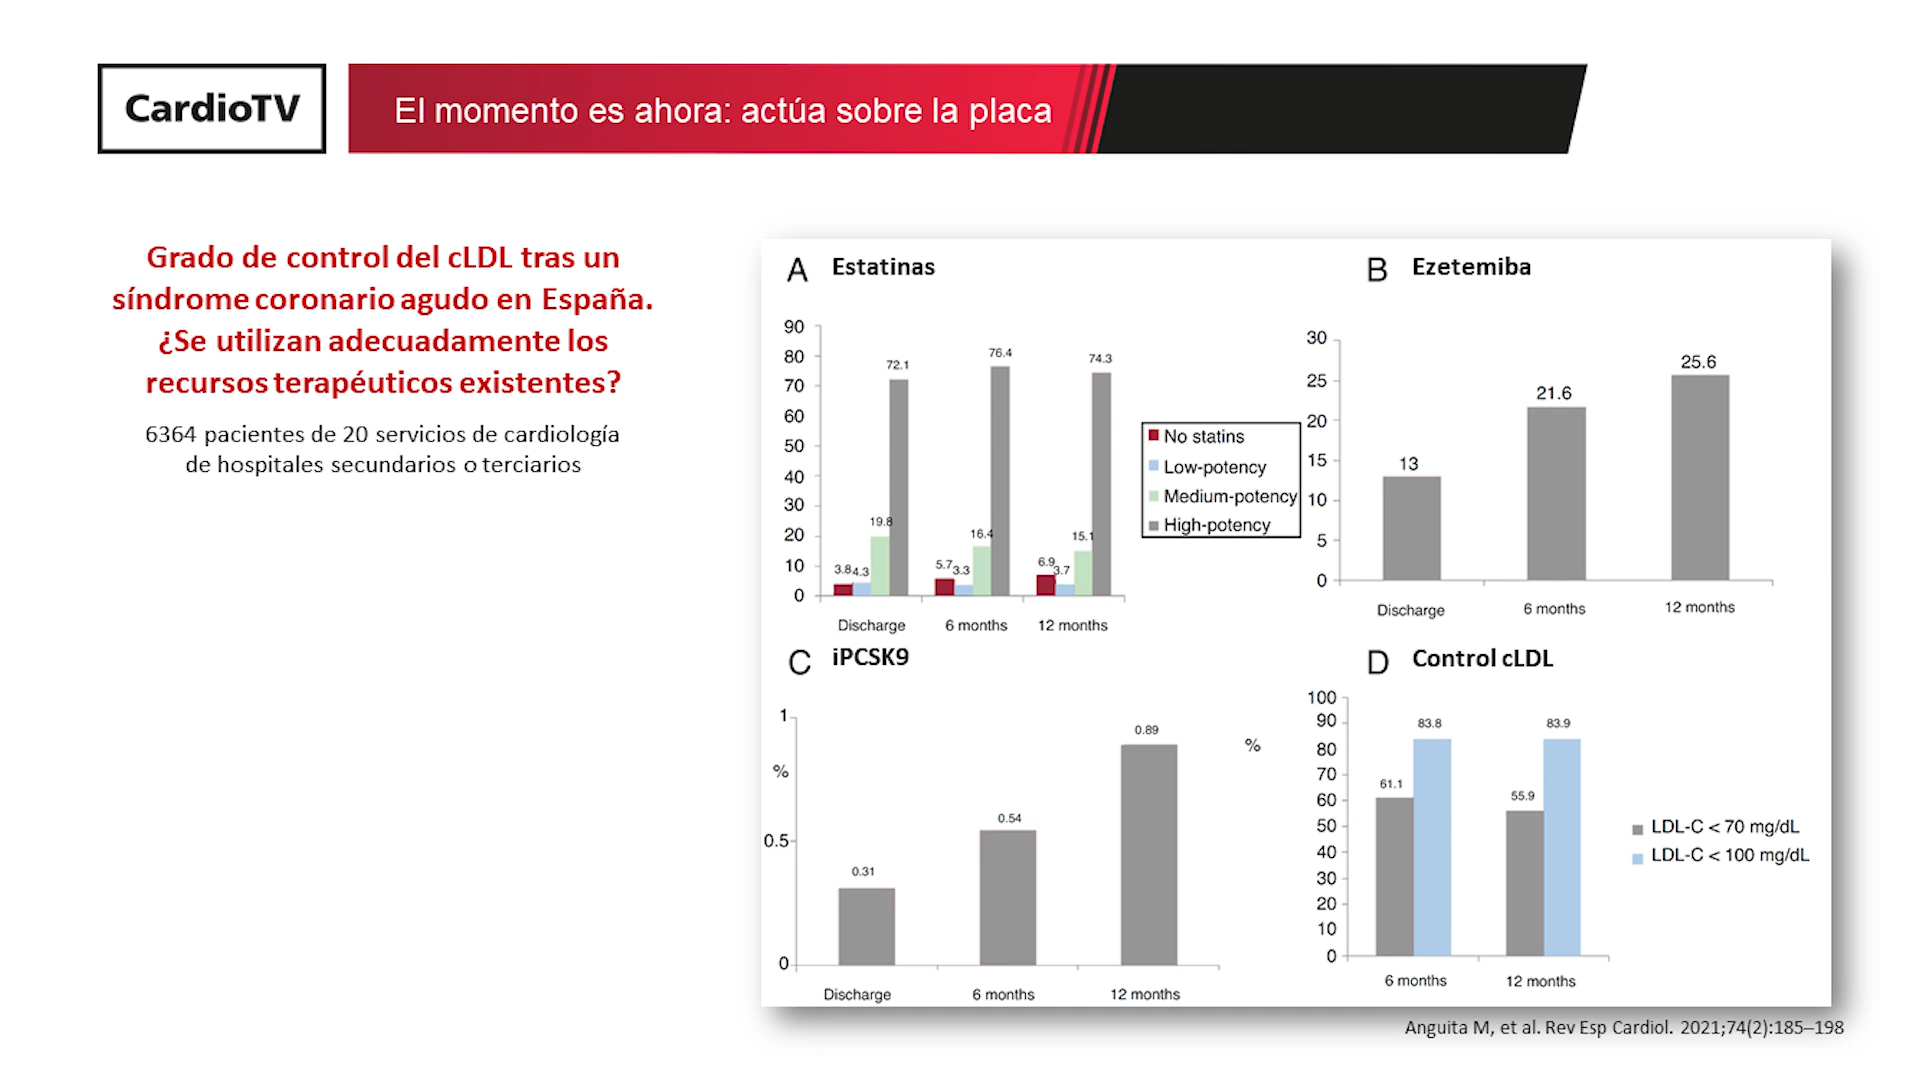 CardioTV
El momento es ahora: actúa sobre la placa
Grado de control del cLDL tras un
síndrome coronario agudo en España.
¿Se utilizan adecuadamente los
recursos terapéuticos existentes?
6364 pacientes de 20 servicios de cardiología
de hospitales secundarios o terciarios
A Estatinas
90
80
70
60
50
40
30
20
10
0
3.8 4.3 19.8 72.1
5.7 3.3 16.4 76.4
6.9 3.7 15.1 74.3
Discharge 6 months 12 months
No statins
Low-potency
Medium-potency
High-potency
B Ezetemiba
30
25
20
15
10
5
0
13 21.6 25.6
Discharge 6 months 12 months
C iPCSK9
1
%
0.5
0
0.31 0.54 0.89
Discharge 6 months 12 months
D Control cLDL
%
100
90
80
70
60
50
40
30
20
10
0
61.1 83.8 55.9 83.9
6 months 12 months
LDL-C < 70 mg/dL
LDL-C < 100 mg/dL
Anguita M, et al. Rev Esp Cardiol. 2021;74(2):185–198